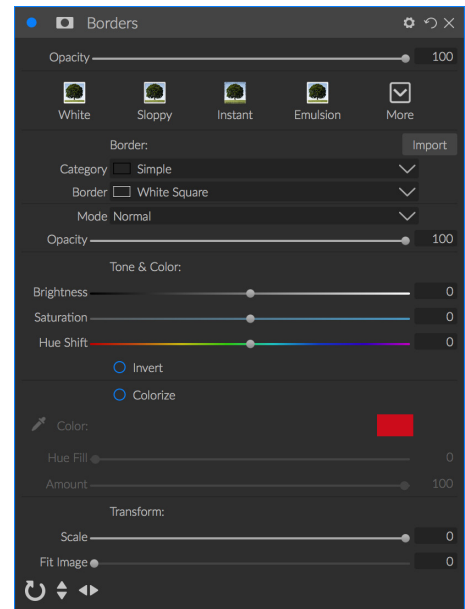 Borders
Opacity 100
White Sloppy Instant Emulsion More
Border: Import
Category Simple
Border White Square
Mode Normal
Opacity 100
Tone & Color:
Brightness 0
Saturation 0
Hue Shift 0
Invert
Colorize
Color:
Hue Fill 0
Amount 100
Transform:
Scale 0
Fit Image 0